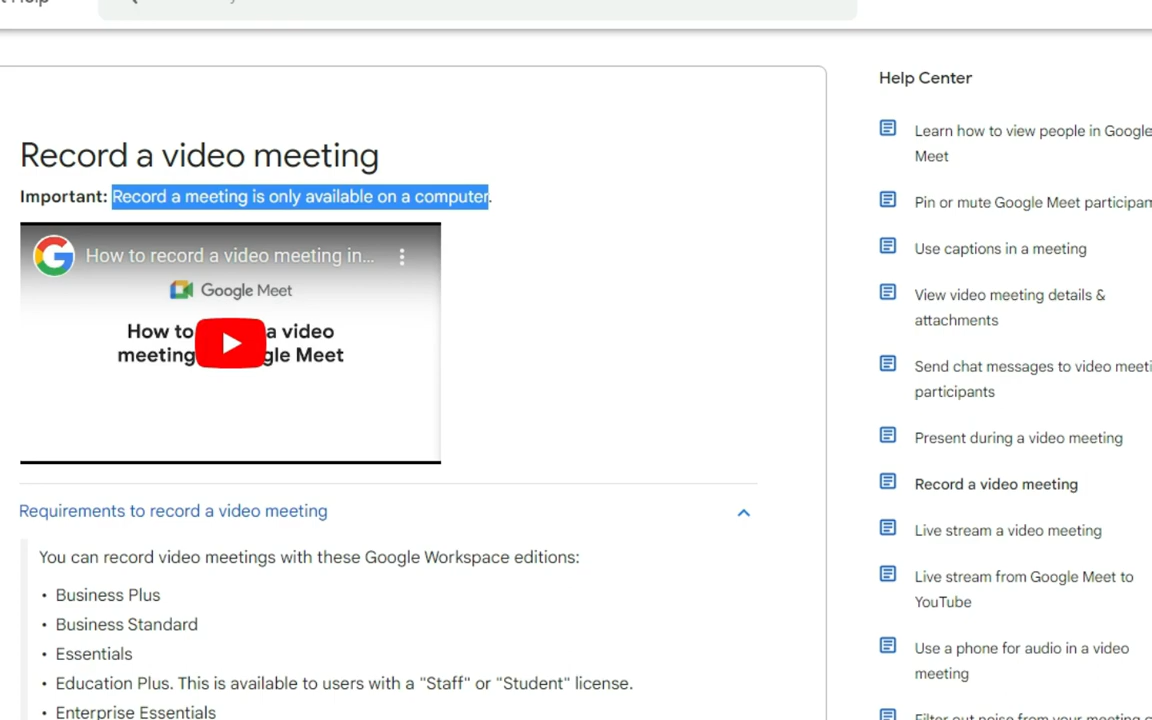 Record a video meeting
Important: Record a meeting is only available on a computer.
How to record a video meeting in...
Google Meet
How to a video
meeting gle Meet
Requirements to record a video meeting
You can record video meetings with these Google Workspace editions:
• Business Plus
• Business Standard
• Essentials
• Education Plus. This is available to users with a "Staff" or "Student" license.
• Enterprise Essentials
Help Center
Learn how to view people in Google
Meet
Pin or mute Google Meet
Use captions in a meeting
View video meeting details &
attachments
Send chat messages to video
participants
Present during a video meeting
Record a video meeting
Live stream a video meeting
Live stream from Google Meet to
YouTube
Use a phone for audio in a video
meeting
Filter out noise from your meeting